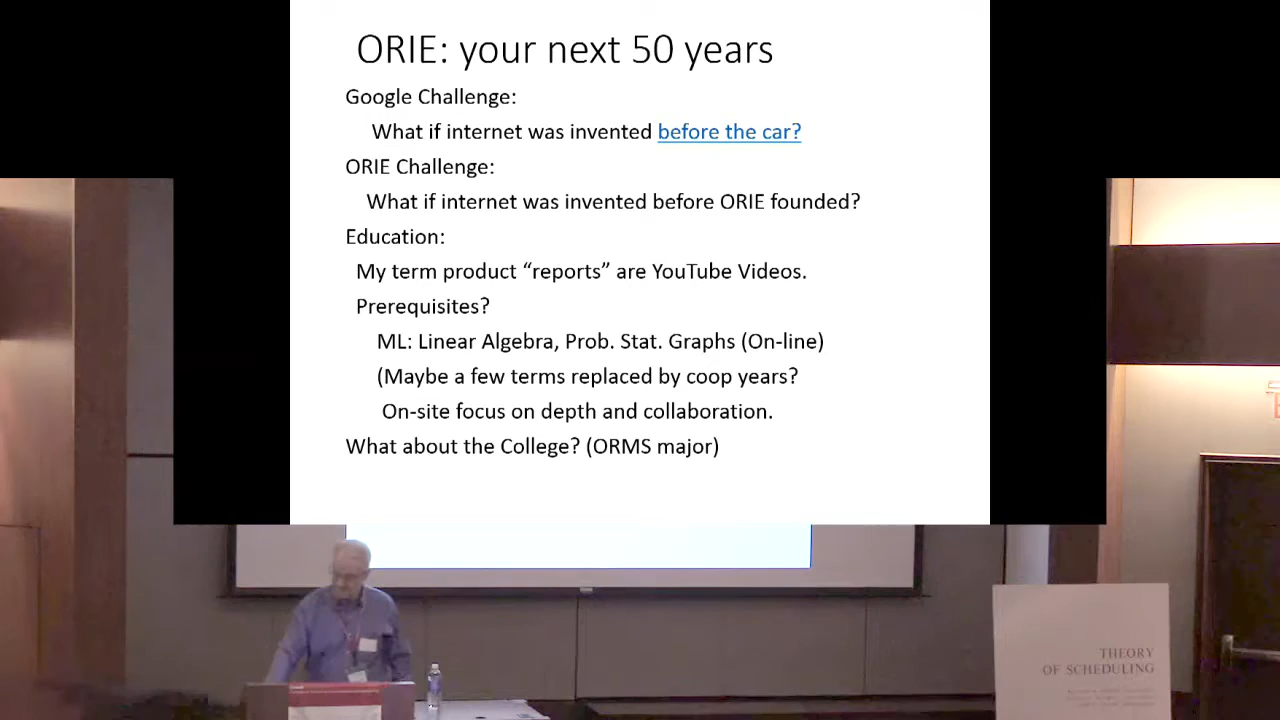 ORIE: your next 50 years
Google Challenge:
What if internet was invented before the car?
ORIE Challenge:
What if internet was invented before ORIE founded?
Education:
My term product “reports” are YouTube Videos.
Prerequisites?
ML: Linear Algebra, Prob. Stat. Graphs (On-line)
(Maybe a few terms replaced by coop years?
On-site focus on depth and collaboration.
What about the College? (ORMS major)
THEORY
OF SCHEDULING